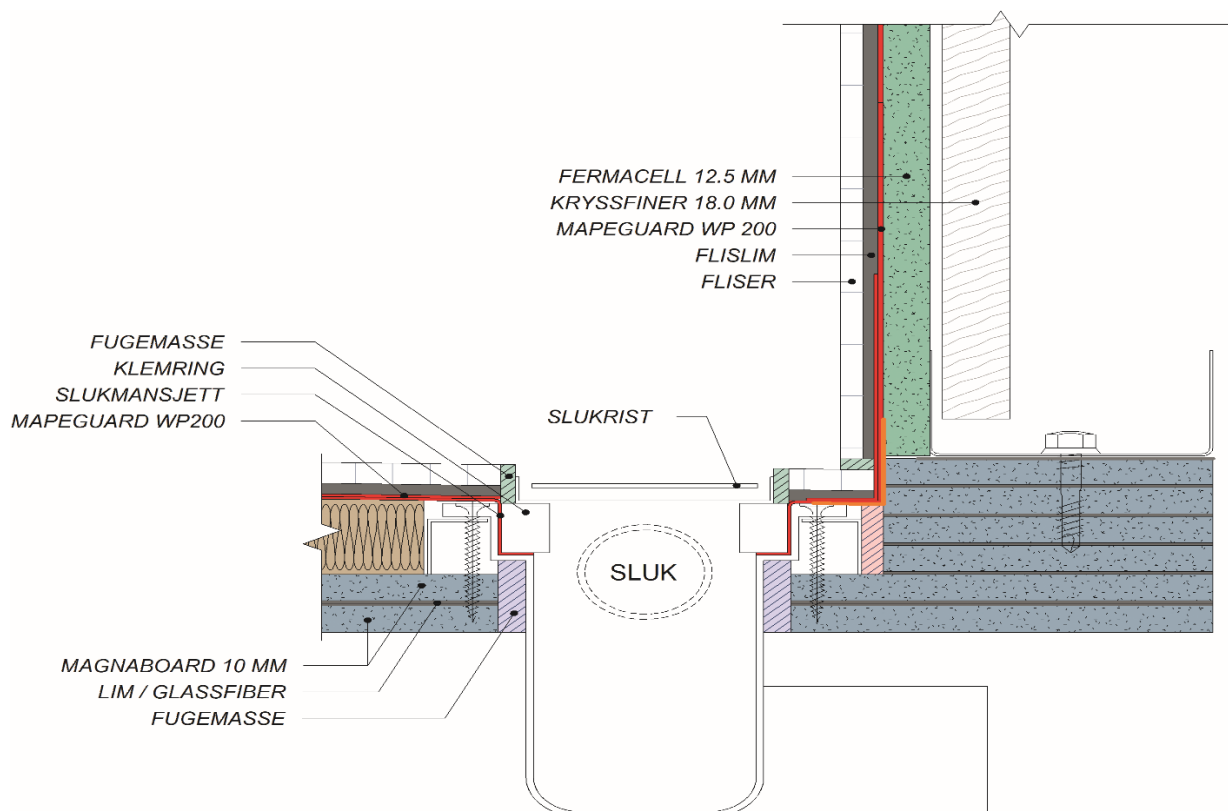 FERMACELL 12.5 MM
KRYSSFINER 18.0 MM
MAPEGUARD WP 200
FLISLIM
FLISER
FUGEMASSE
KLEMRING
SLUKMANSJETT
MAPEGUARD WP200
SLUKRIST
SLUK
MAGNABOARD 10 MM
LIM / GLASSFIBER
FUGEMASSE